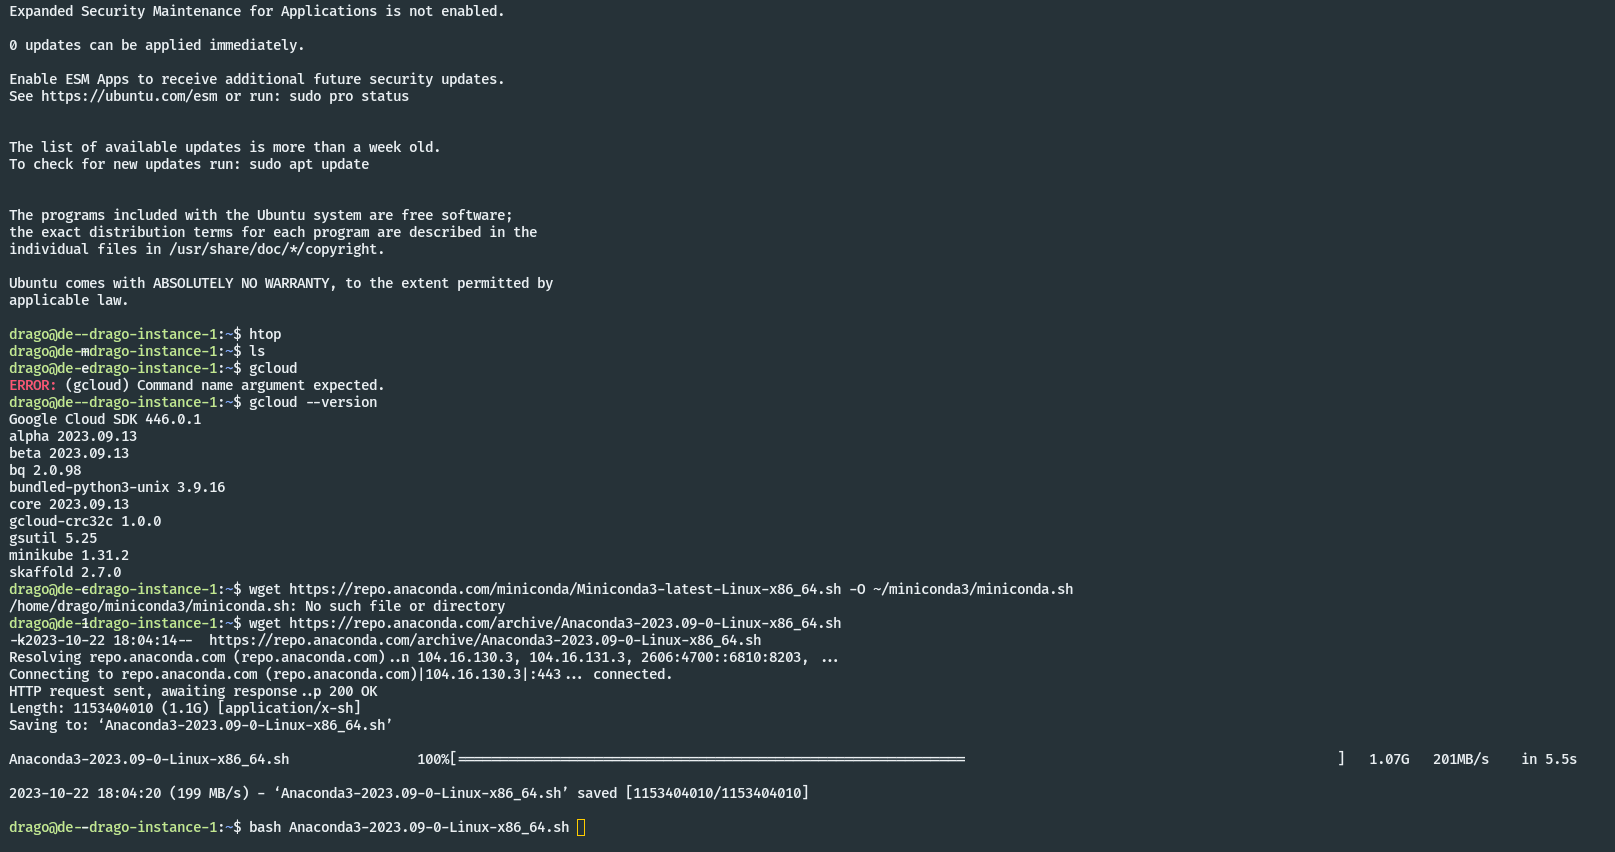 Expanded Security Maintenance for Applications is not enabled.
0 updates can be applied immediately.
Enable ESM Apps to receive additional future security updates.
See https://ubuntu.com/esm or run: sudo pro status
The list of available updates is more than a week old.
To check for new updates run: sudo apt update
The programs included with the Ubuntu system are free software;
the exact distribution terms for each program are described in the
individual files in /usr/share/doc/*/copyright.
Ubuntu comes with ABSOLUTELY NO WARRANTY, to the extent permitted by
applicable law.
drago@de--drago-instance-1:~$ htop
drago@de-mdrago-instance-1:~$ ls
drago@de-edrago-instance-1:~$ gcloud
ERROR: (gcloud) Command name argument expected.
drago@de--drago-instance-1:~$ gcloud --version
Google Cloud SDK 446.0.1
alpha 2023.09.13
beta 2023.09.13
bq 2.0.98
bundled-python3-unix 3.9.16
core 2023.09.13
gcloud-crc32c 1.0.0
gsutil 5.25
minikube 1.31.2
skaffold 2.7.0
drago@de-cdrago-instance-1:~$ wget https://repo.anaconda.com/miniconda/Miniconda3-latest-Linux-x86_64.sh -O ~/miniconda3/miniconda.sh
/home/drago/miniconda3/miniconda.sh: No such file or directory
drago@de-1drago-instance-1:~$ wget https://repo.anaconda.com/archive/Anaconda3-2023.09-0-Linux-x86_64.sh
-k2023-10-22 18:04:14--  https://repo.anaconda.com/archive/Anaconda3-2023.09-0-Linux-x86_64.sh
Resolving repo.anaconda.com (repo.anaconda.com)..n 104.16.130.3, 104.16.131.3, 2606:4700::6810:8203, ...
Connecting to repo.anaconda.com (repo.anaconda.com)|104.16.130.3|:443... connected.
HTTP request sent, awaiting response..p 200 OK
Length: 1153404010 (1.1G) [application/x-sh]
Saving to: ‘Anaconda3-2023.09-0-Linux-x86_64.sh’
Anaconda3-2023.09-0-Linux-x86_64.sh 100%[===============================================================> ] 1.07G 201MB/s in 5.5s
2023-10-22 18:04:20 (199 MB/s) - ‘Anaconda3-2023.09-0-Linux-x86_64.sh’ saved [1153404010/1153404010]
drago@de--drago-instance-1:~$ bash Anaconda3-2023.09-0-Linux-x86_64.sh